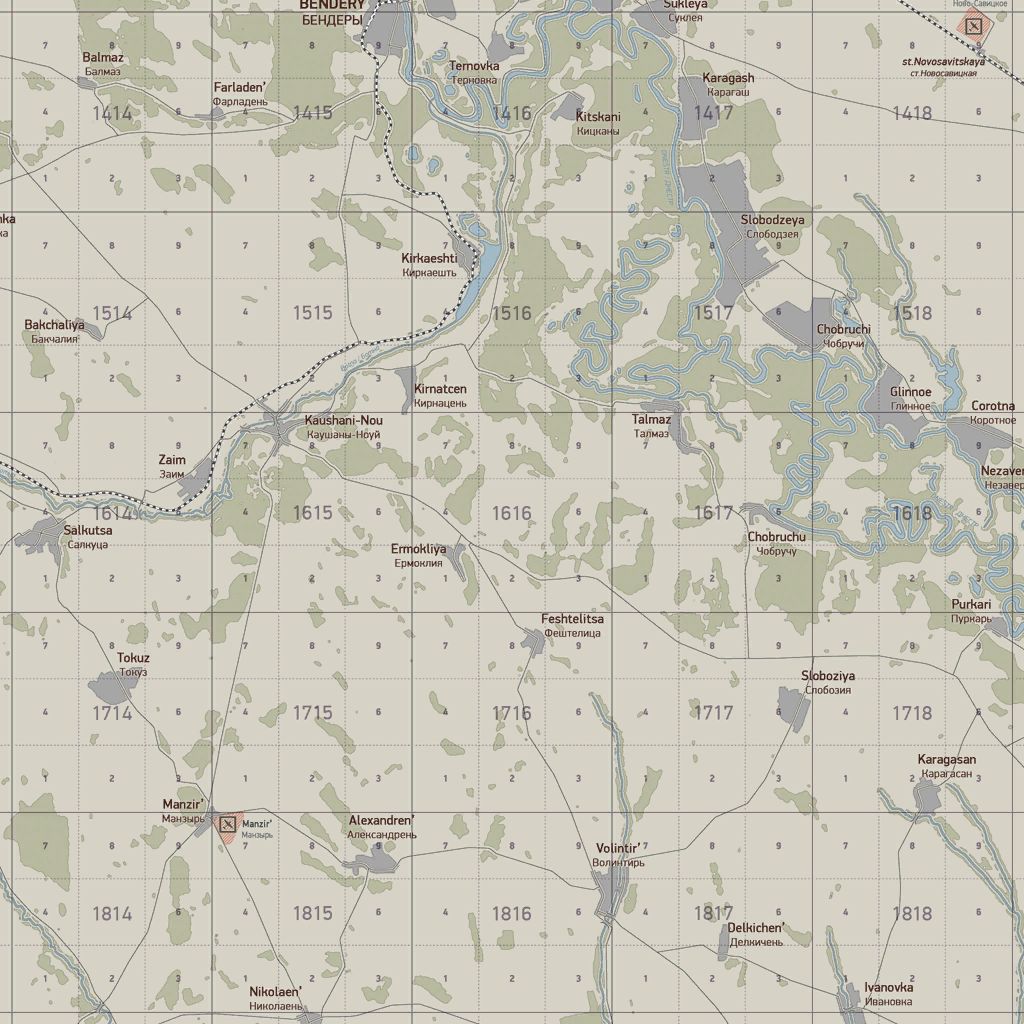 BENDERY
БЕНДЕРЫ
Sukleya
Суклея
Ново-Савицкое
st.Novosavitskaya
ст.Новосавицкая
Balmaz
Балмаз
Ternovka
Терновка
Karagash
Карагаш
Farladen'
Фарладень
Kitskani
Кицканы
1414
1415
1416
1417
1418
Slobodzeya
Слободзея
Kirkaeshti
Киркаешть
Bakchaliya
Бакчалия
Chobruchi
Чобручи
1514
1515
1516
1517
1518
Kirnatcen
Кирнацень
Glinnoe
Глинное
Corotna
Коротное
Kaushani-Nou
Каушаны-Ноуй
Talmaz
Талмаз
Zaim
Заим
Salkutsa
Салкуца
1614
1615
1616
1617
1618
Ermokliya
Ермоклия
Chobruchu
Чобручу
Feshtelitsa
Фештелица
Purkari
Пуркарь
Tokuz
Токуз
Sloboziya
Слобозия
1714
1715
1716
1717
1718
Karagasan
Карагасан
Manzir'
Манзырь
Manzir'
Манзырь
Alexandren'
Александрень
Volintir'
Волинтирь
1814
1815
1816
1817
1818
Delkichen'
Делкичень
Nikolaen'
Николаень
Ivanovka
Ивановка